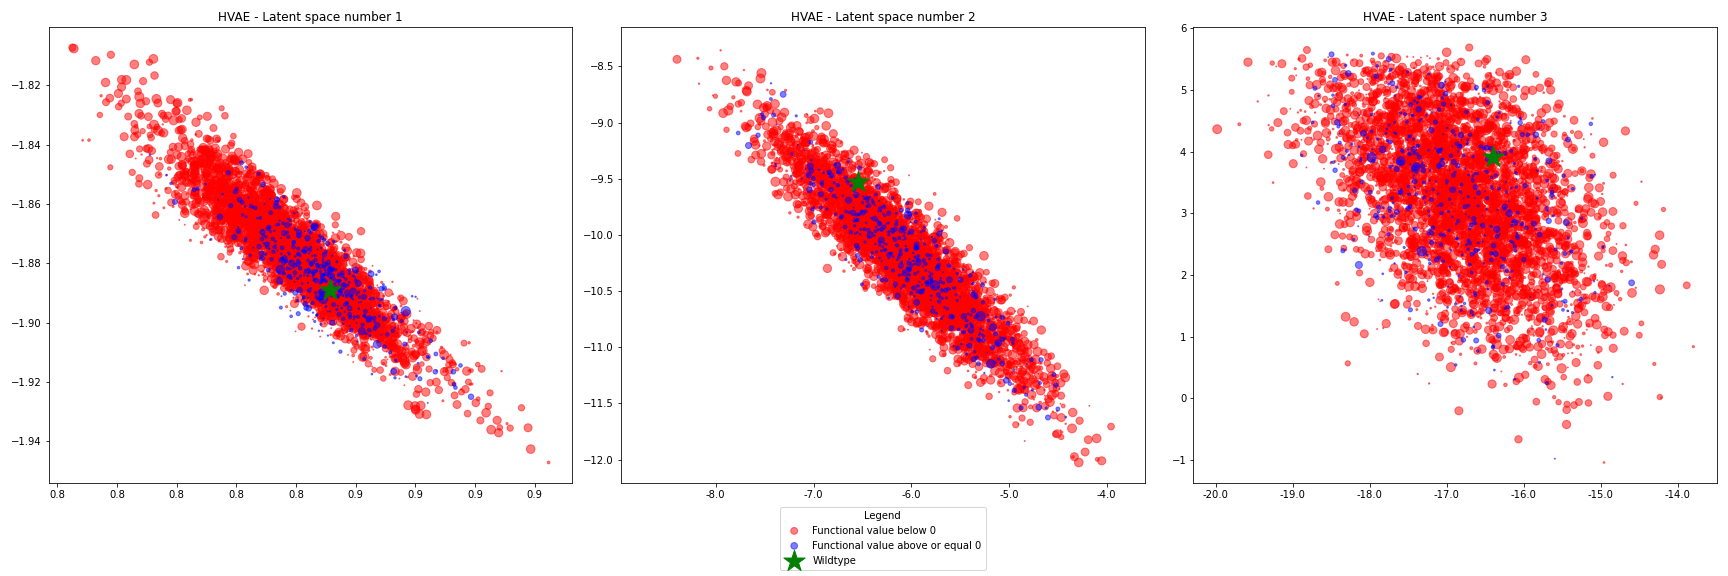 HVAE - Latent space number 1
−1.82
−1.84
−1.86
−1.88
−1.90
−1.92
−1.94
0.8 0.8 0.8 0.8 0.8 0.9 0.9 0.9 0.9
HVAE - Latent space number 2
−8.5
−9.0
−9.5
−10.0
−10.5
−11.0
−11.5
−12.0
-8.0 -7.0 -6.0 -5.0 -4.0
HVAE - Latent space number 3
6
5
4
3
2
1
0
−1
-20.0 -19.0 -18.0 -17.0 -16.0 -15.0 -14.0
Legend
Functional value below 0
Functional value above or equal 0
Wildtype